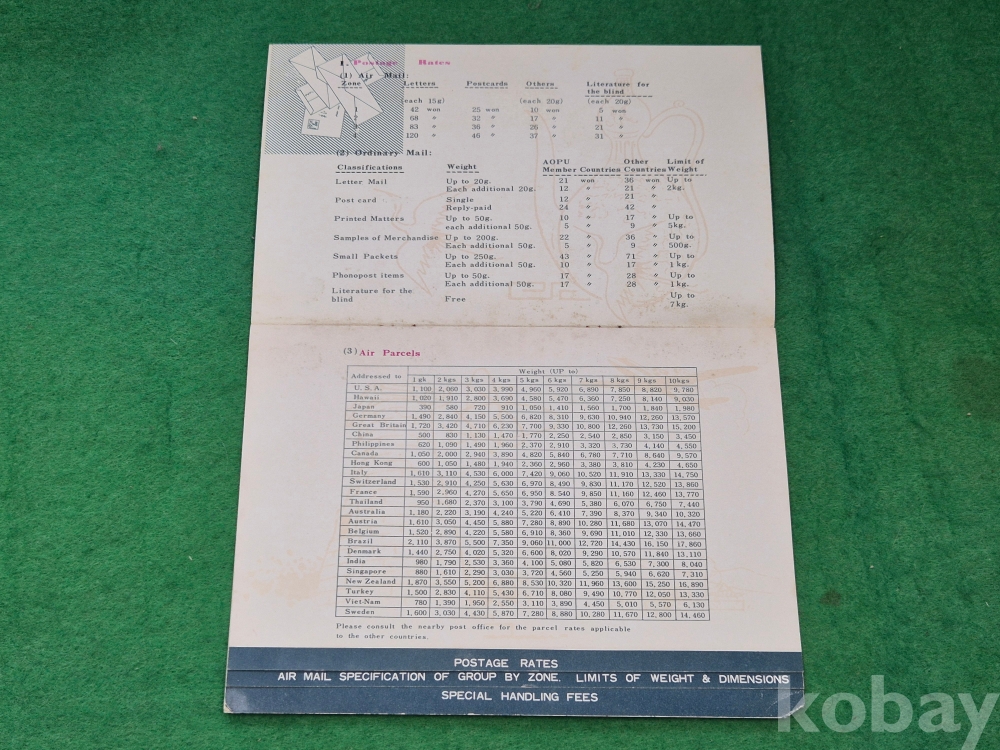 1. Postage Rates
(1) Air Mail:
Zone Letters Postcards Others Literature for the blind
(each 15g) (each 20g) (each 20g)
1 42 won 25 won 10 won 6 won
2 68 〃 32 〃 17 〃 11 〃
3 83 〃 36 〃 26 〃 21 〃
4 120 〃 46 〃 37 〃 31 〃
(2) Ordinary Mail:
Classifications Weight AOPU Member Countries Other Countries Limit of Weight
Letter Mail Up to 20g. 21 won 36 won Up to
Each additional 20g. 12 〃 21 〃 2kg.
Post card Single 12 〃 21 〃
Reply-paid 24 〃 42 〃
Printed Matters Up to 50g. 10 〃 17 〃 Up to
each additional 50g. 5 〃 9 〃 5kg.
Samples of Merchandise Up to 200g. 22 〃 36 〃 Up to
Each additional 50g. 5 〃 9 〃 500g.
Small Packets Up to 250g. 43 〃 71 〃 Up to
Each additional 50g. 10 〃 17 〃 1kg.
Phonopost items Up to 50g. 17 〃 28 〃 Up to
Each additional 50g. 17 〃 28 〃 1kg.
Literature for the
blind Free Up to
7kg.
(3) Air Parcels
Addressed to Weight (UP to)
1 gk 2 kgs 3 kgs 4 kgs 5 kgs 6 kgs 7 kgs 8 kgs 9 kgs 10kgs
U. S. A. 1,100 2,060 3,030 3,990 4,960 5,920 6,890 7,850 8,820 9,780
Hawaii 1,020 1,910 2,800 3,690 4,580 5,470 6,360 7,250 8,140 9,030
Japan 390 580 720 910 1,050 1,410 1,560 1,700 1,840 1,980
Germany 1,490 2,840 4,150 5,500 6,820 8,310 9,630 10,940 12,260 13,570
Great Britain 1,720 3,420 4,710 6,230 7,700 9,330 10,800 12,260 13,730 15,200
China 500 830 1,130 1,470 1,770 2,250 2,540 2,850 3,150 3,450
Philippines 620 1,090 1,490 1,960 2,370 2,910 3,320 3,730 4,140 4,550
Canada 1,050 2,000 2,940 3,890 4,820 5,840 6,780 7,710 8,640 9,570
Hong Kong 600 1,050 1,480 1,940 2,360 2,960 3,380 3,810 4,230 4,650
Italy 1,610 3,110 4,530 6,000 7,420 9,060 10,520 11,910 13,330 14,750
Switzerland 1,530 2,910 4,250 5,630 6,970 8,490 9,830 11,170 12,520 13,860
France 1,590 2,960 4,270 5,650 6,950 8,540 9,850 11,160 12,460 13,770
Thailand 950 1,680 2,370 3,100 3,790 4,690 5,380 6,070 6,750 7,440
Australia 1,180 2,220 3,190 4,240 5,220 6,410 7,390 8,370 9,340 10,320
Austria 1,610 3,050 4,450 5,880 7,280 8,890 10,280 11,680 13,070 14,470
Belgium 1,520 2,890 4,220 5,580 6,910 8,360 9,690 11,010 12,330 13,660
Brazil 2,110 3,870 5,500 7,350 9,060 11,000 12,720 14,430 16,150 17,860
Denmark 1,440 2,750 4,020 5,320 6,600 8,020 9,290 10,570 11,840 13,110
India 980 1,790 2,530 3,360 4,100 5,080 5,820 6,530 7,300 8,040
Singapore 880 1,610 2,290 3,030 3,720 4,560 5,250 5,940 6,620 7,310
New Zealand 1,870 3,550 5,200 6,880 8,530 10,320 11,960 13,600 15,250 16,890
Turkey 1,500 2,830 4,110 5,430 6,710 8,080 9,490 10,770 12,050 13,330
Viet-Nam 780 1,390 1,950 2,550 3,110 3,890 4,450 5,010 5,570 6,130
Sweden 1,600 3,030 4,430 5,870 7,280 8,880 10,280 11,670 12,800 14,460
Please consult the nearby post office for the parcel rates applicable
to the other countries.
POSTAGE RATES
AIR MAIL SPECIFICATION OF GROUP BY ZONE. LIMITS OF WEIGHT & DIMENSIONS
SPECIAL HANDLING FEES
kobay